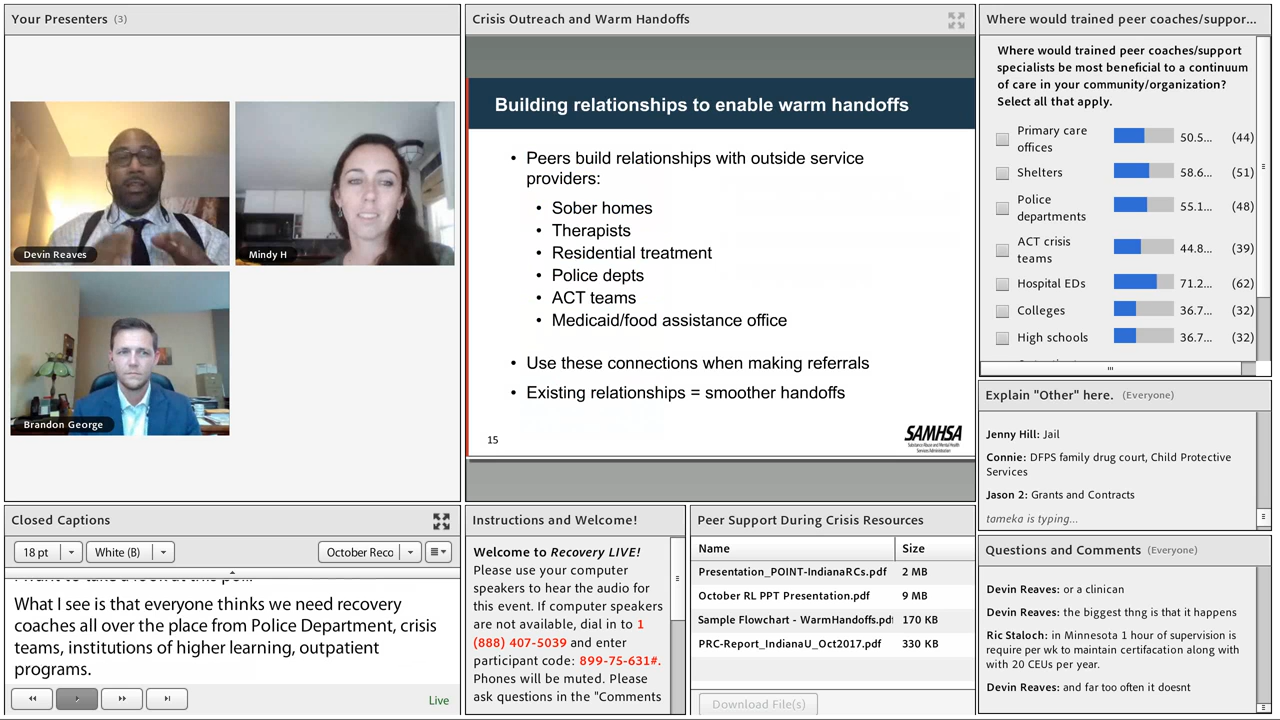 Your Presenters (3)
Devin Reaves
Mindy H
Brandon George
Crisis Outreach and Warm Handoffs
Building relationships to enable warm handoffs
• Peers build relationships with outside service
providers:
• Sober homes
• Therapists
• Residential treatment
• Police depts
• ACT teams
• Medicaid/food assistance office
• Use these connections when making referrals
• Existing relationships = smoother handoffs
15
SAMHSA
Substance Abuse and Mental Health
Services Administration
Where would trained peer coaches/suppor...
Where would trained peer coaches/support
specialists be most beneficial to a continuum
of care in your community/organization?
Select all that apply.
Primary care
offices 50.5... (44)
Shelters 58.6... (51)
Police
departments 55.1... (48)
ACT crisis
teams 44.8... (39)
Hospital EDs 71.2... (62)
Colleges 36.7... (32)
High schools 36.7... (32)
Explain "Other" here. (Everyone)
Jenny Hill: Jail
Connie: DFPS family drug court, Child Protective
Services
Jason 2: Grants and Contracts
tameka is typing...
Closed Captions
18 pt
White (B)
October Reco
What I see is that everyone thinks we need recovery
coaches all over the place from Police Department, crisis
teams, institutions of higher learning, outpatient
programs.
Live
Instructions and Welcome!
Welcome to Recovery LIVE!
Please use your computer
speakers to hear the audio for
this event. If computer speakers
are not available, dial in to 1
(888) 407-5039 and enter
participant code: 899-75-631#.
Phones will be muted. Please
ask questions in the "Comments
Peer Support During Crisis Resources
Name Size
Presentation_POINT-IndianaRCs.pdf 2 MB
October RL PPT Presentation.pdf 9 MB
Sample Flowchart - WarmHandoffs.pdf 170 KB
PRC-Report_IndianaU_Oct2017.pdf 330 KB
Download File(s)
Questions and Comments (Everyone)
Devin Reaves: or a clinican
Devin Reaves: the biggest thng is that it happens
Ric Staloch: in Minnesota 1 hour of supervision is
require per wk to maintain certifacation along with
with 20 CEUs per year.
Devin Reaves: and far too often it doesnt